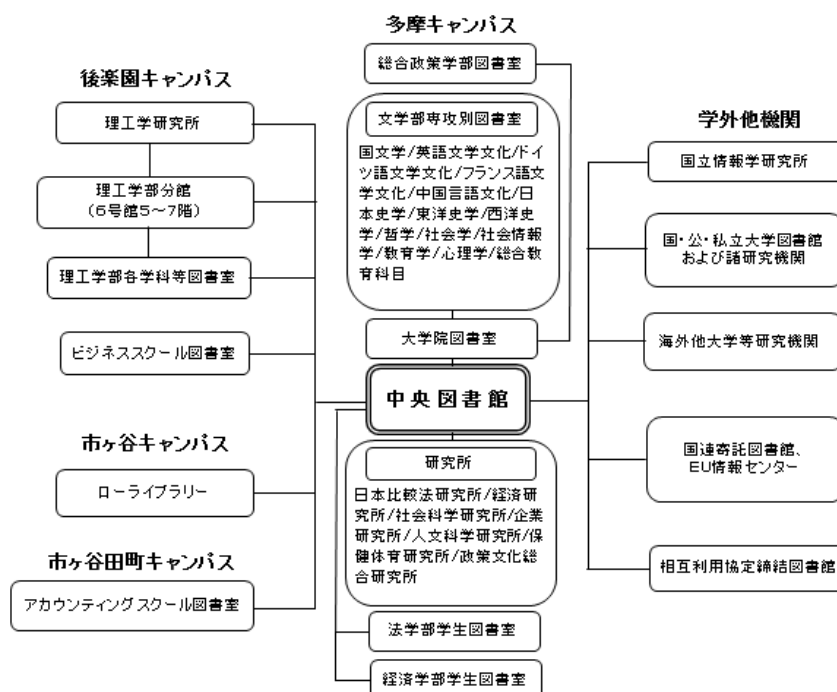 多摩キャンパス
総合政策学部図書室
文学部専攻別図書室
国文学/英語文学文化/ドイ
ツ語文学文化/フランス語文
学文化/中国言語文化/日
本史学/東洋史学/西洋史
学/哲学/社会学/社会情報
学/教育学/心理学/総合教
育科目
大学院図書室
中央図書館
研究所
日本比較法研究所/経済研
究所/社会科学研究所/企業
研究所/人文科学研究所/保
健体育研究所/政策文化総
合研究所
法学部学生図書室
経済学部学生図書室
後楽園キャンパス
理工学研究所
理工学部分館
(6号館5~7階)
理工学部各学科等図書室
ビジネススクール図書室
市ヶ谷キャンパス
ローライブラリー
市ヶ谷田町キャンパス
アカウンティングスクール図書室
学外他機関
国立情報学研究所
国・公・私立大学図書館
および諸研究機関
海外他大学等研究機関
国連寄託図書館、
EU情報センター
相互利用協定締結図書館